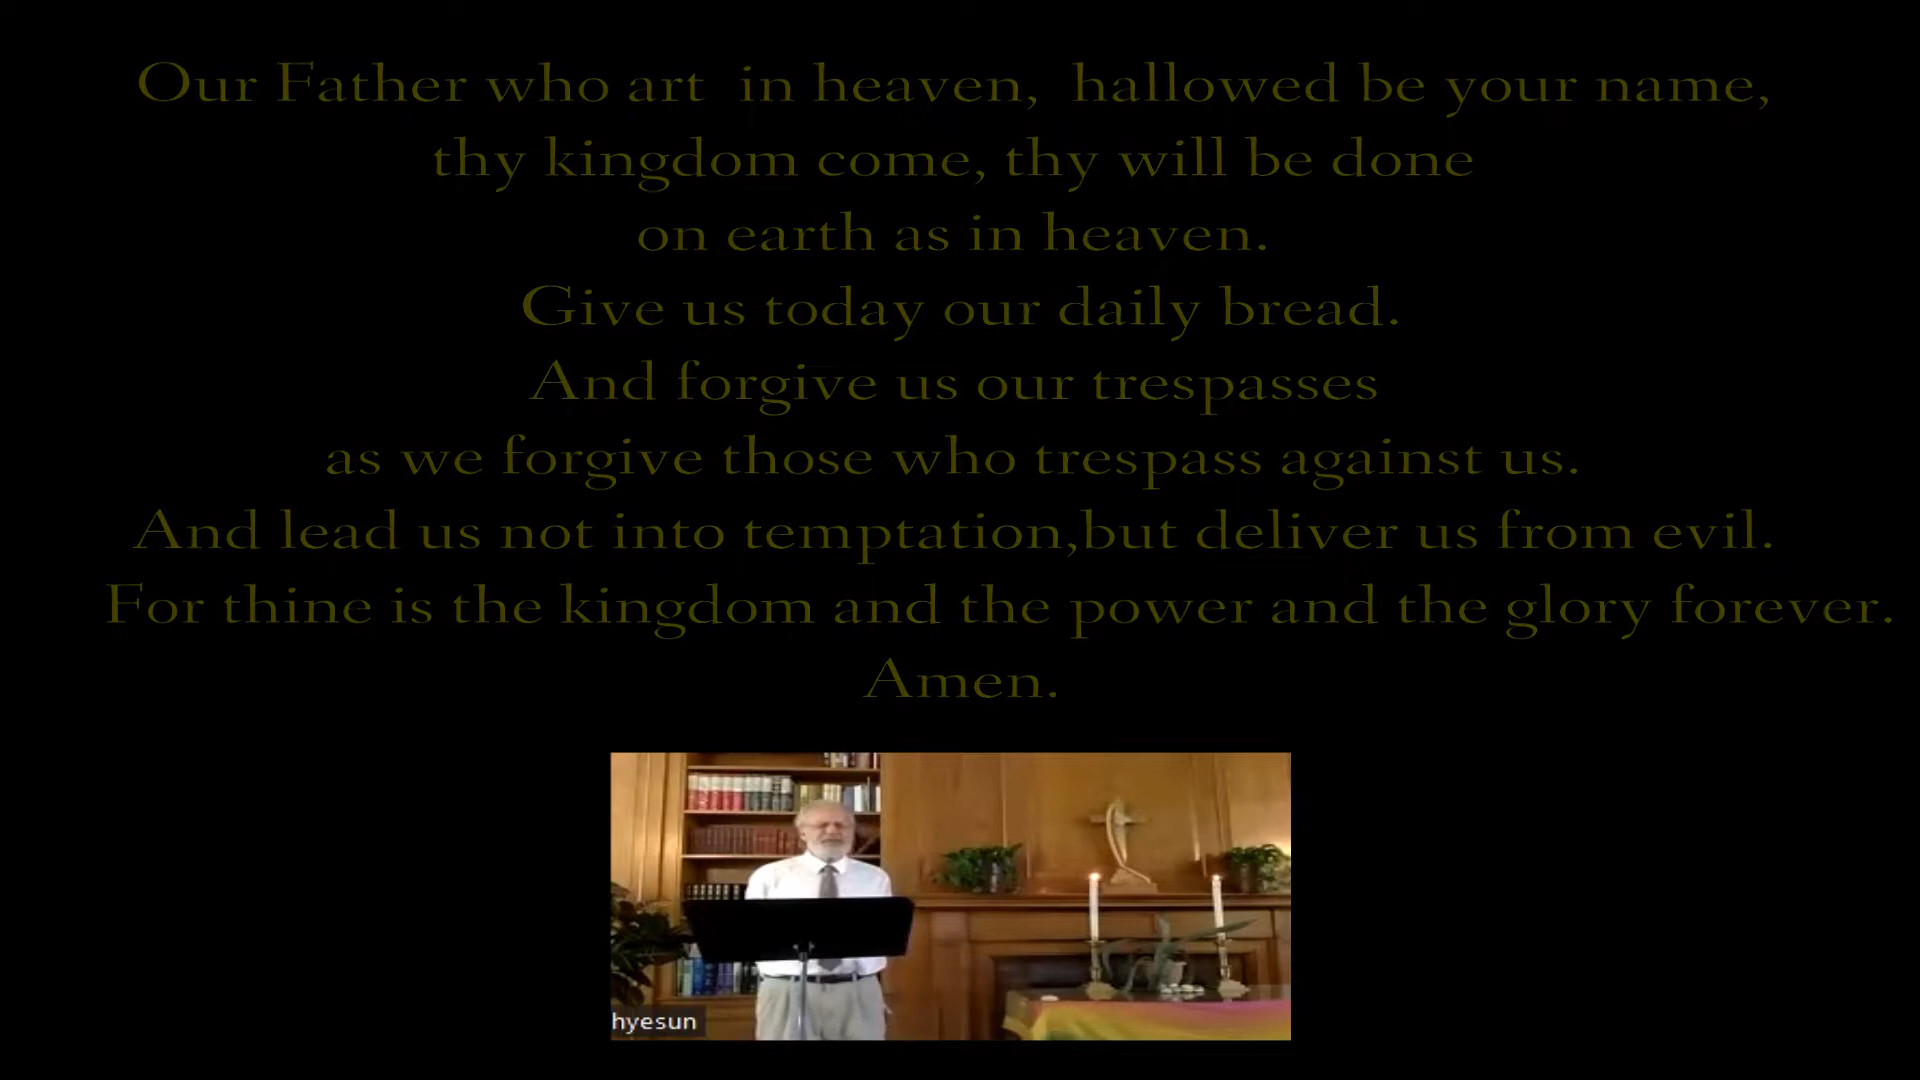 Our Father who art in heaven, hallowed be your name,
thy kingdom come, thy will be done
on earth as in heaven.
Give us today our daily bread.
And forgive us our trespasses
as we forgive those who trespass against us.
And lead us not into temptation,but deliver us from evil.
For thine is the kingdom and the power and the glory forever.
Amen.
hyesun